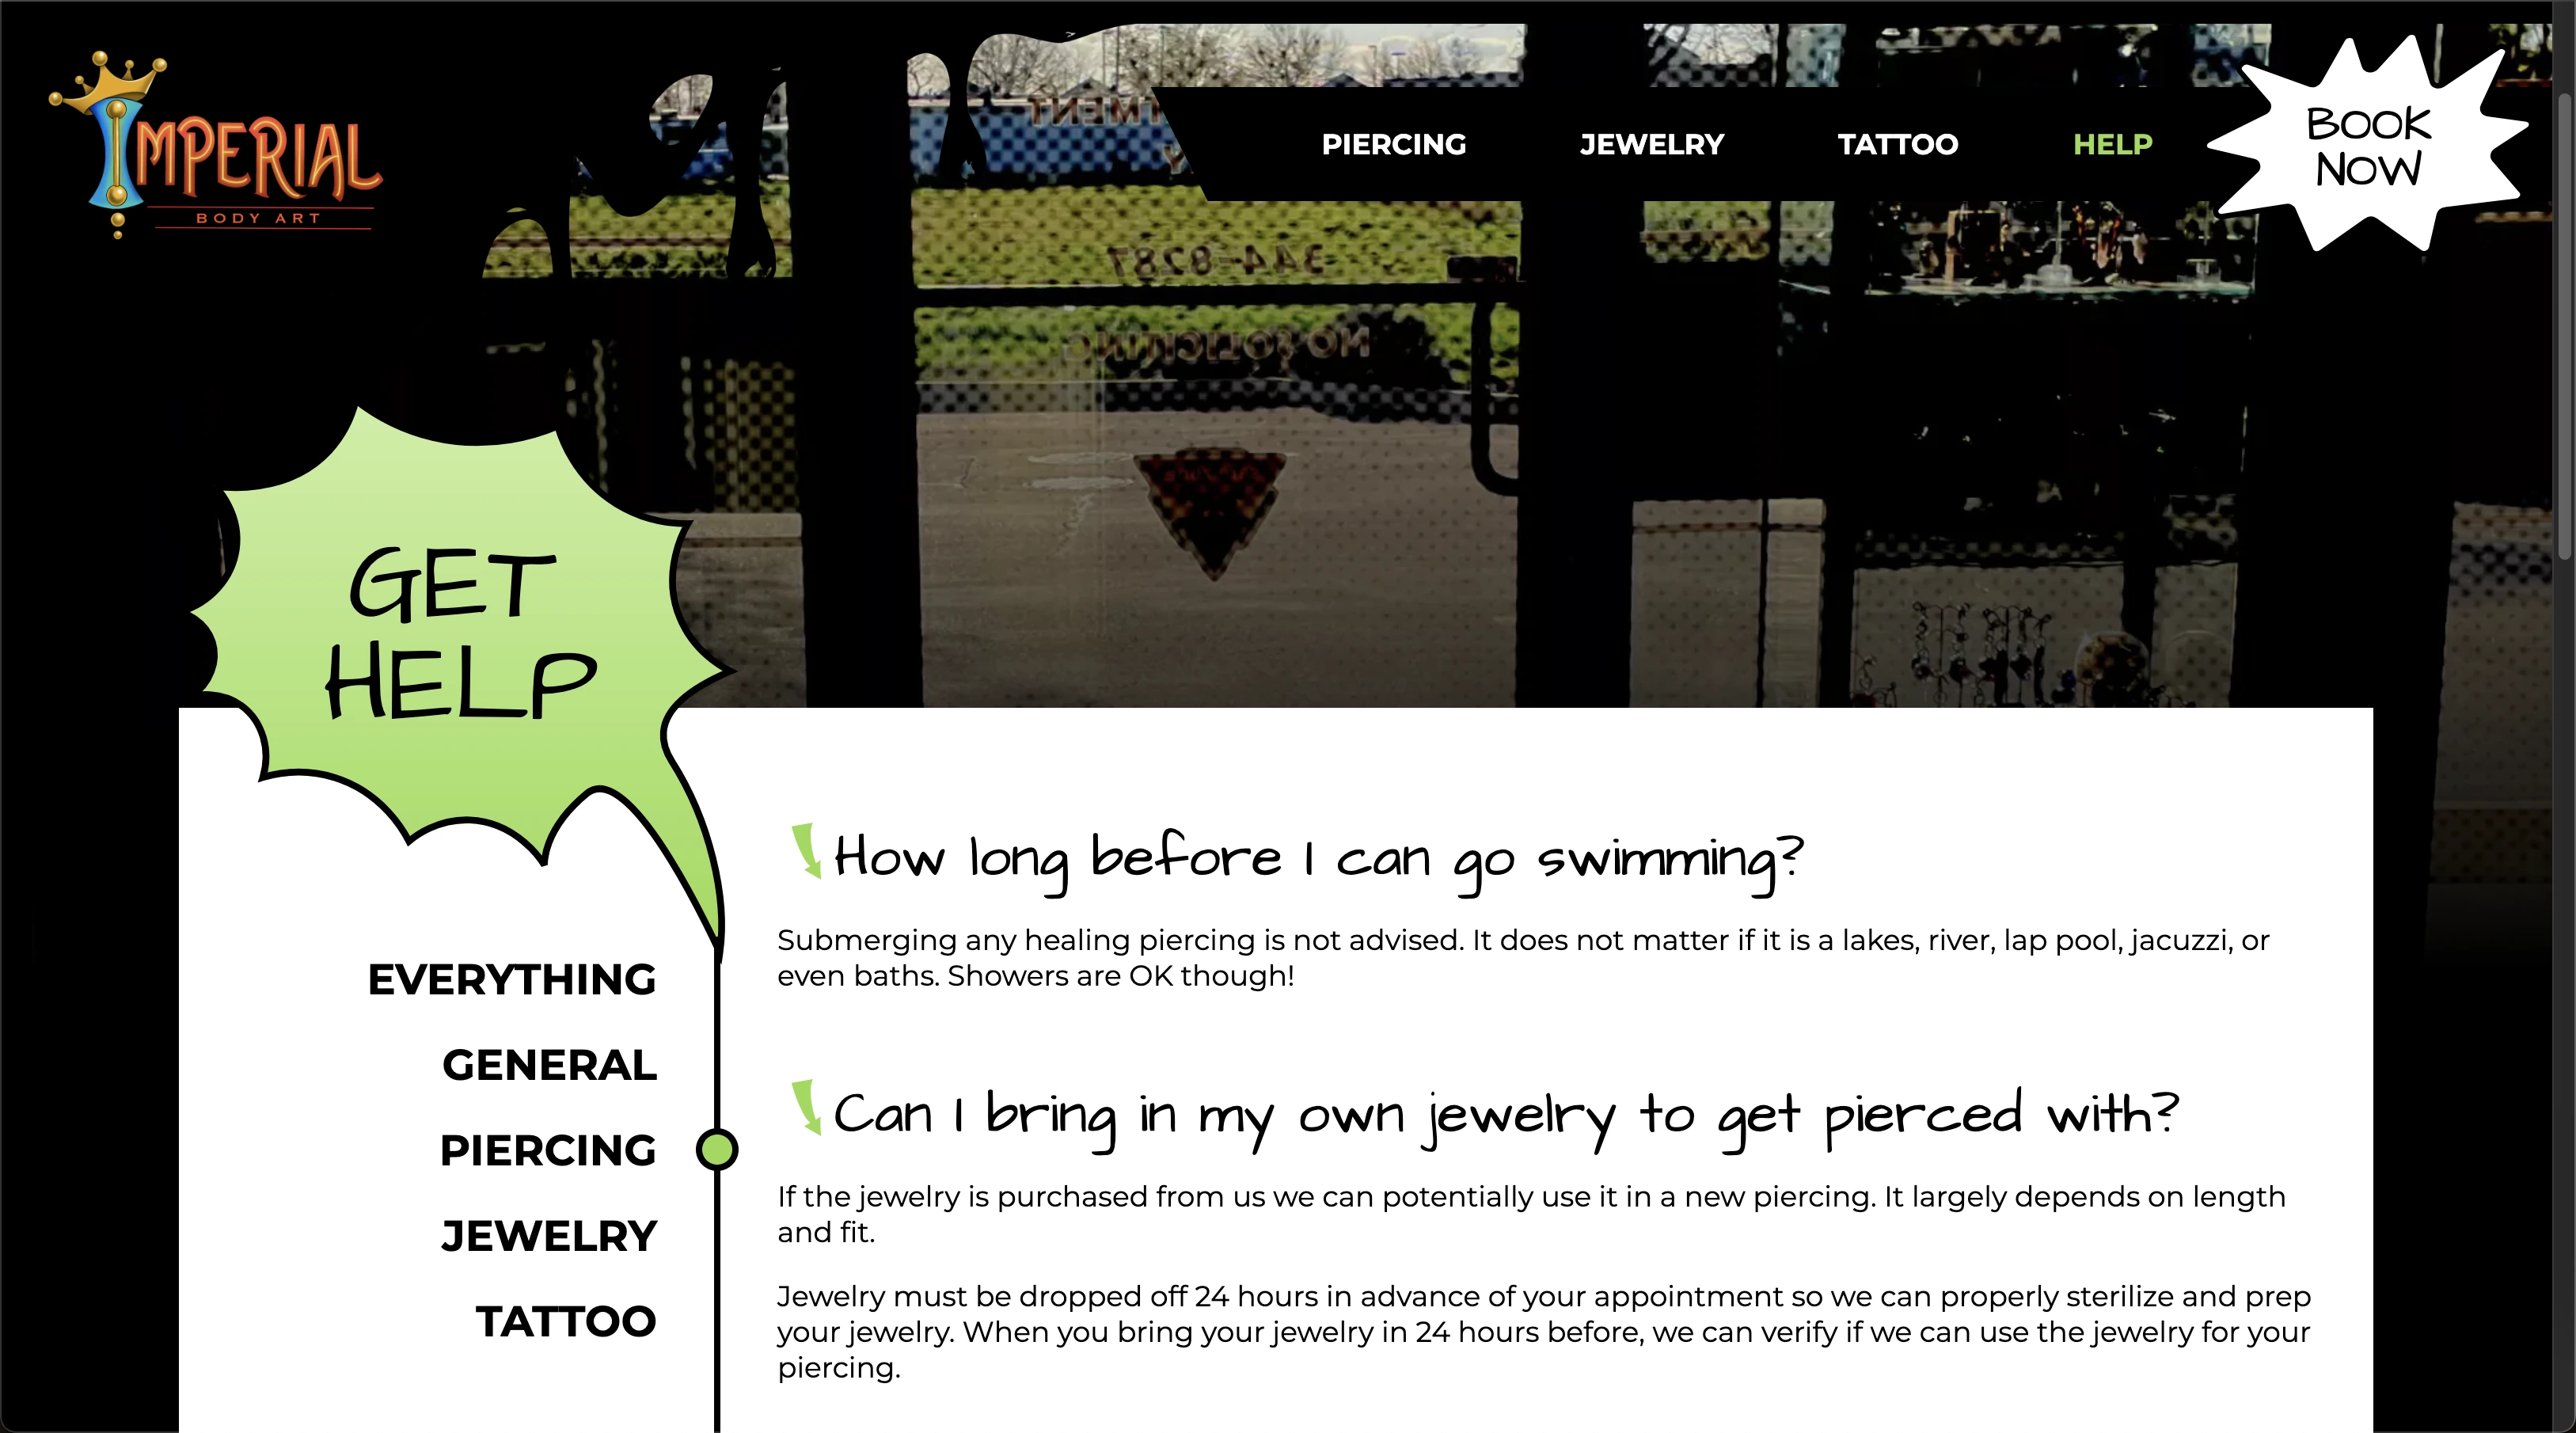 IMPERIAL
BODY ART
PIERCING
JEWELRY
TATTOO
HELP
BOOK
NOW
344-8287
NO SOLICITING
GET
HELP
EVERYTHING
GENERAL
PIERCING
JEWELRY
TATTOO
How long before I can go swimming?
Submerging any healing piercing is not advised. It does not matter if it is a lakes, river, lap pool, jacuzzi, or
even baths. Showers are OK though!
Can I bring in my own jewelry to get pierced with?
If the jewelry is purchased from us we can potentially use it in a new piercing. It largely depends on length
and fit.
Jewelry must be dropped off 24 hours in advance of your appointment so we can properly sterilize and prep
your jewelry. When you bring your jewelry in 24 hours before, we can verify if we can use the jewelry for your
piercing.